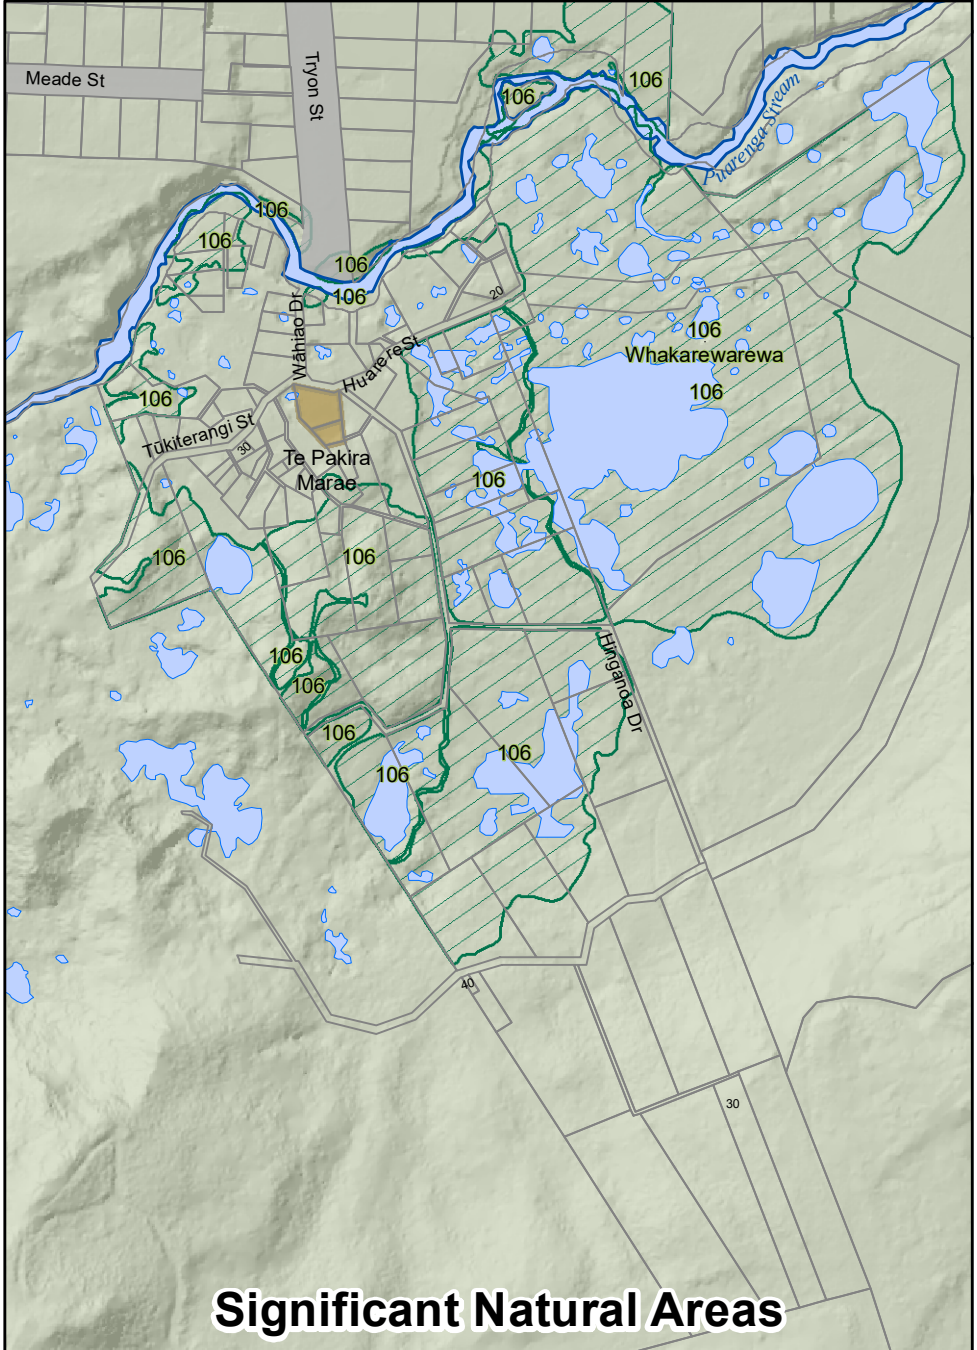 Meade St
Tryon St
106
106
Puarenga Stream
106
106
106
106
20
Wāhiao Dr
Huarere St
106
Whakarewarewa
106
106
Tūkiterangi St
30
Te Pakira
Marae
106
106
106
106
106
Hinganoa Dr
106
106
106
40
30
Significant Natural Areas